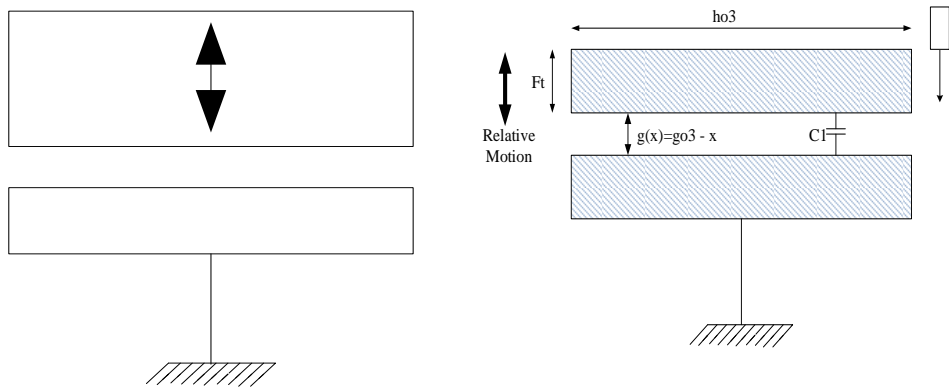 ho3
Ft
Relative
Motion
g(x)=go3 - x
C1